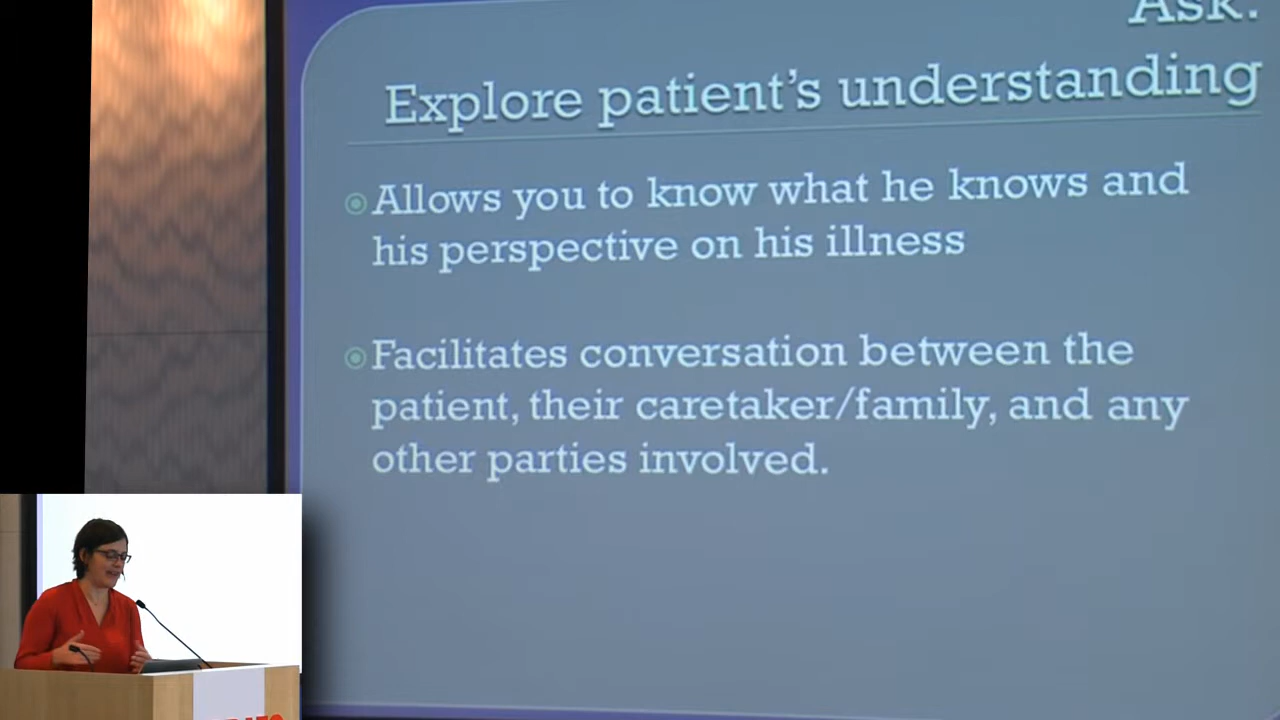 Ask:
Explore patient's understanding
Allows you to know what he knows and
his perspective on his illness
Facilitates conversation between the
patient, their caretaker/family, and any
other parties involved.